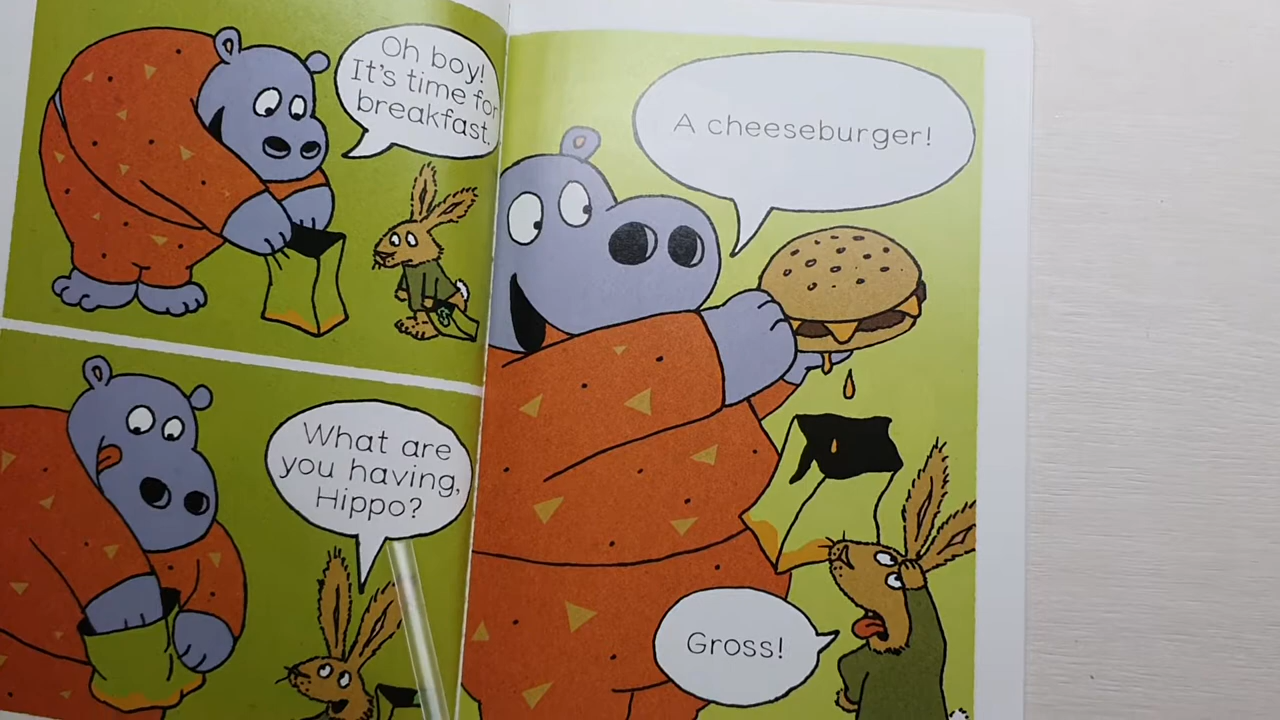 Oh boy!
It's time for
breakfast.
What are
you having,
Hippo?
A cheeseburger!
Gross!